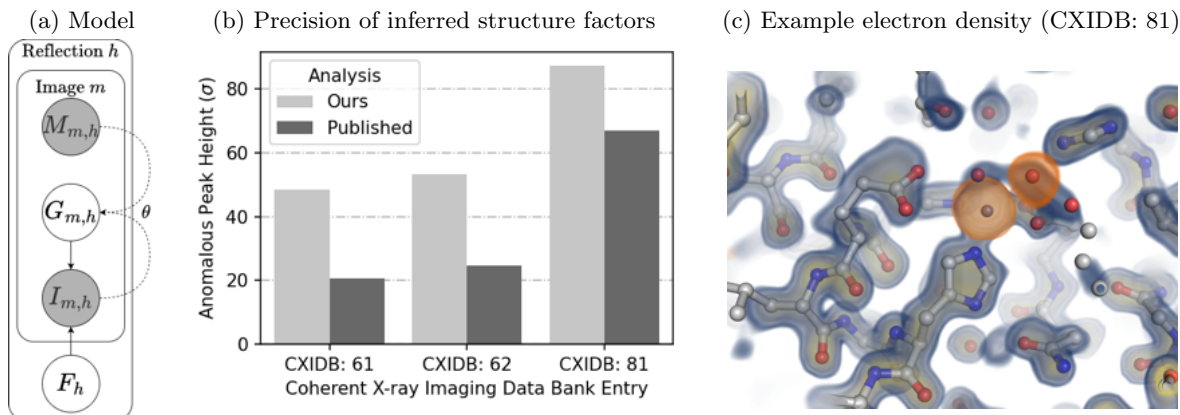 (a) Model
Reflection h
Image m
M_{m,h}
G_{m,h}
θ
I_{m,h}
F_h
(b) Precision of inferred structure factors
Anomalous Peak Height (σ)
80
60
40
20
0
Analysis
Ours
Published
CXIDB: 61 CXIDB: 62 CXIDB: 81
Coherent X-ray Imaging Data Bank Entry
(c) Example electron density (CXIDB: 81)